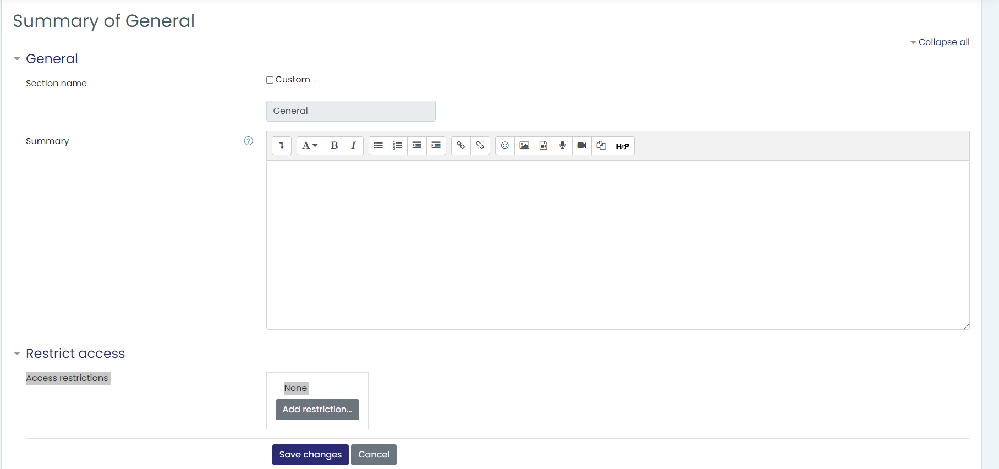 Summary of General
Collapse all
General
Section name
Custom
General
Summary
A B I H5P
Restrict access
Access restrictions
None
Add restriction...
Save changes Cancel